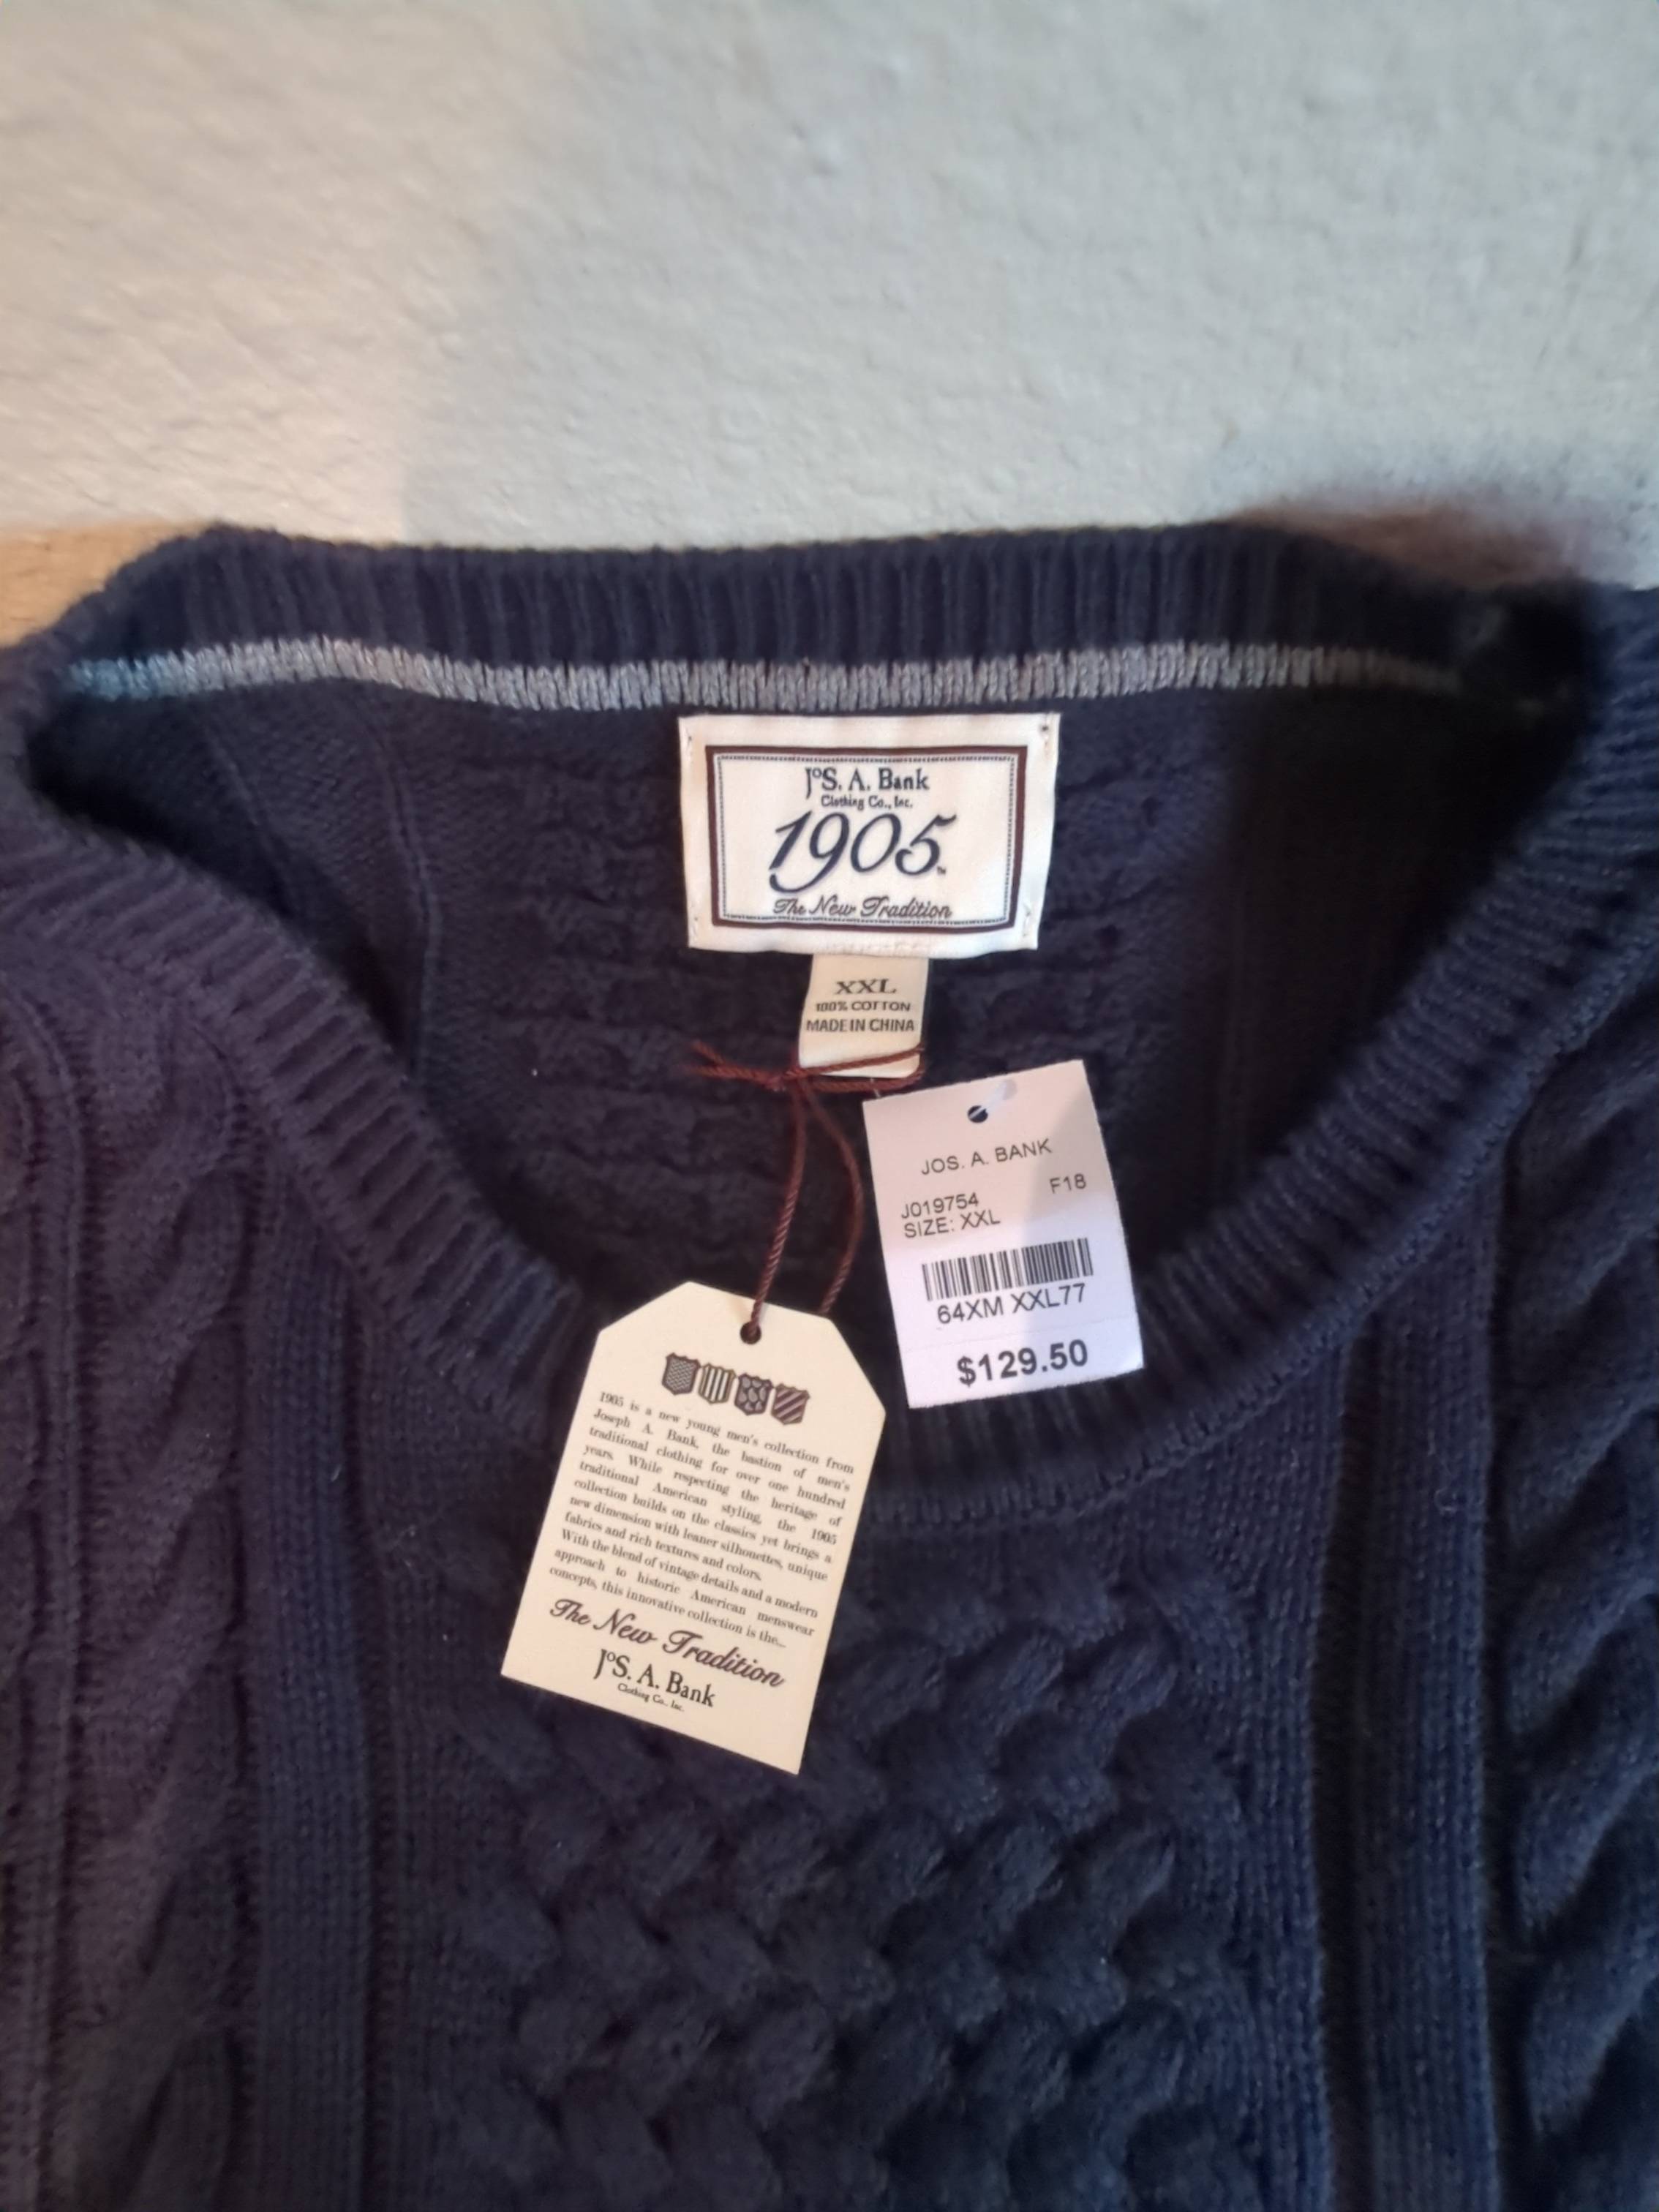 JOS. A. Bank
Clothing Co., Inc.
1905
The New Tradition
XXL
100% COTTON
MADE IN CHINA
JOS. A. BANK
F18
J019754
SIZE: XXL
64XM XXL77
$129.50
1905 is a new young men's collection from
Joseph A. Bank, the bastion of men's
traditional clothing for over one hundred
years. While respecting the heritage of
traditional American styling, the 1905
collection builds on the classics yet brings a
new dimension with leaner silhouettes, unique
fabrics and rich textures and colors.
With the blend of vintage details and a modern
approach to historic American menswear
concepts, this innovative collection is the...
The New Tradition
JOS. A. Bank
Clothing Co., Inc.